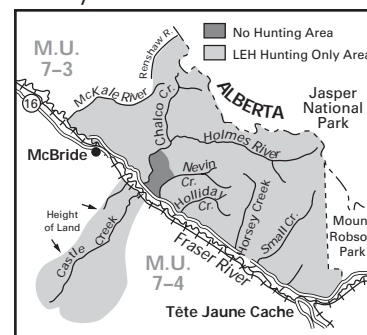 No Hunting Area
LEH Hunting Only Area
M.U.
7–3
Renshaw R.
McKale River
Chalco Cr.
ALBERTA
Jasper
National
Park
16
McBride
Holmes River
Nevin
Cr.
Holliday
Cr.
Horsey Creek
Small Cr.
Height
of Land
Castle Creek
Fraser River
M.U.
7–4
Moun
Robso
Park
Tête Jaune Cache